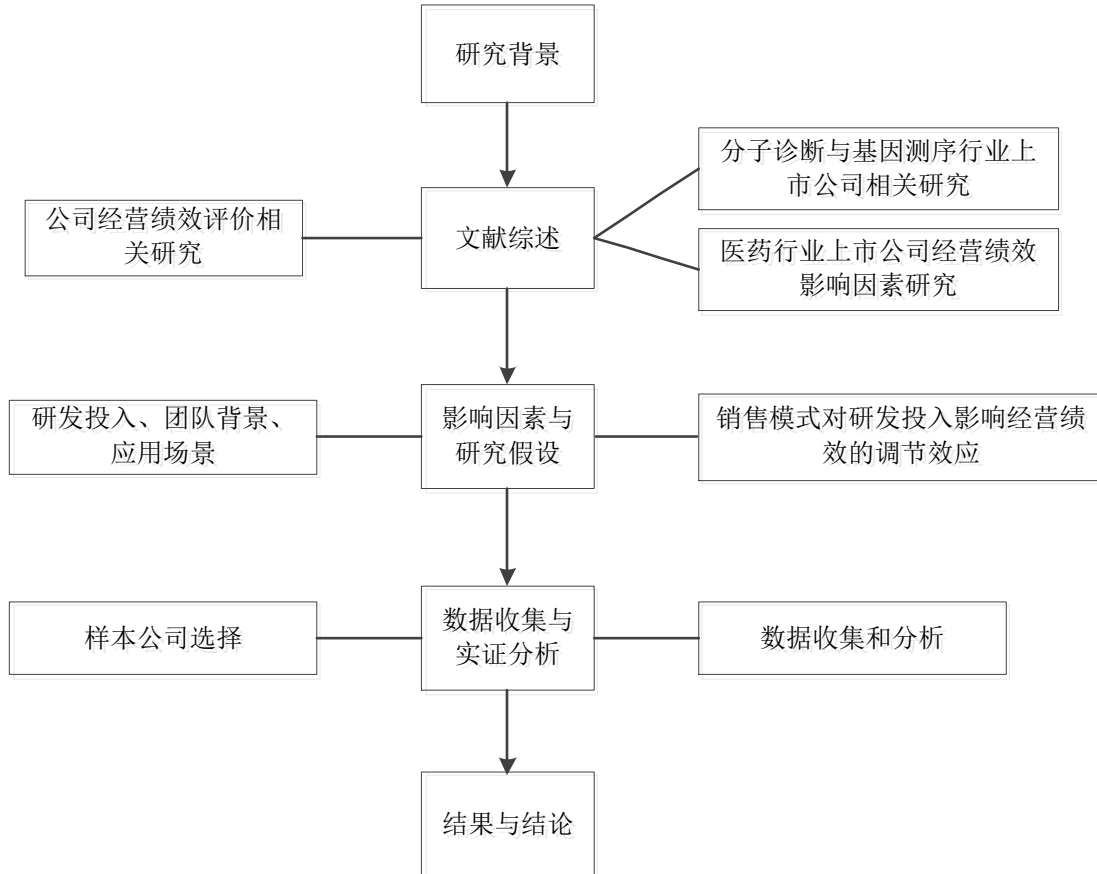 研究背景
分子诊断与基因测序行业上
市公司相关研究
公司经营绩效评价相
关研究
文献综述
医药行业上市公司经营绩效
影响因素研究
研发投入、团队背景、
应用场景
影响因素与
研究假设
销售模式对研发投入影响经营绩
效的调节效应
样本公司选择
数据收集与
实证分析
数据收集和分析
结果与结论